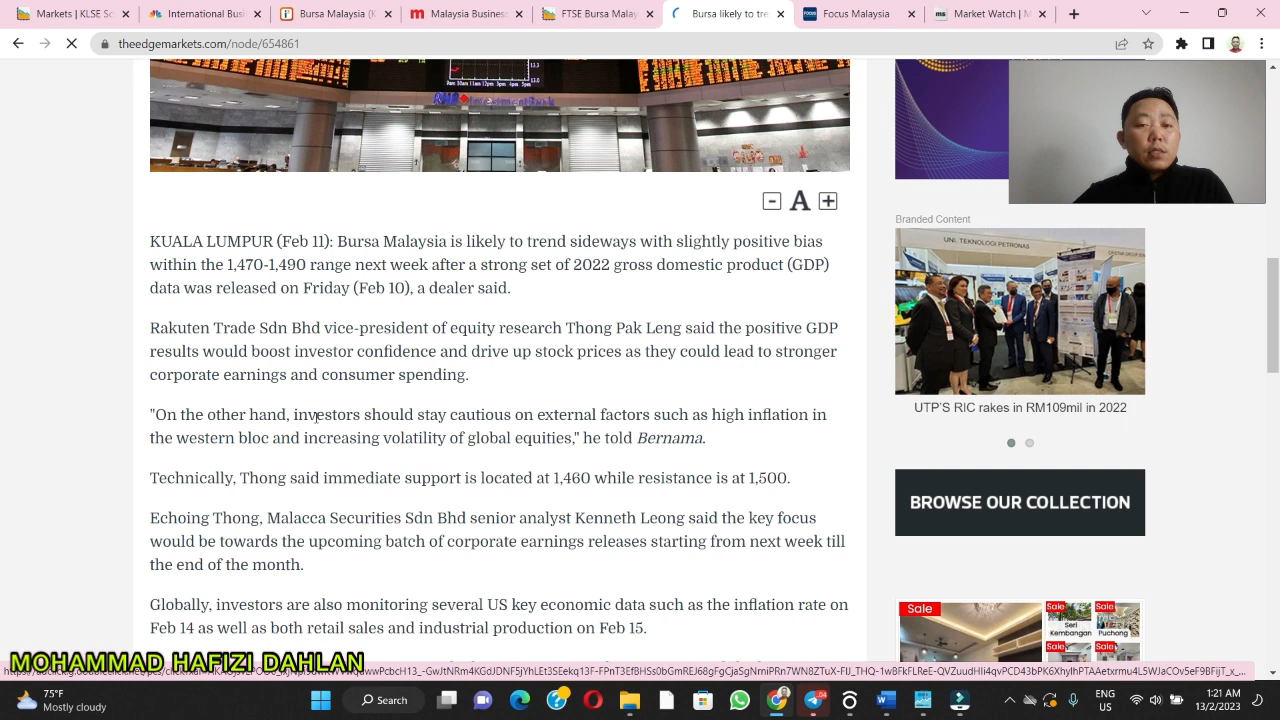 Markets | KLSE Sc
International Bus
Bursa Malaysia (K
Malaysia Business
FTSE Bursa Malay
Bursa likely to tre
Focus Malaysia
Market Watch | M
theedgemarkets.com/node/654861
RHB Investment Bank
- A +
KUALA LUMPUR (Feb 11): Bursa Malaysia is likely to trend sideways with slightly positive bias
within the 1,470-1,490 range next week after a strong set of 2022 gross domestic product (GDP)
data was released on Friday (Feb 10), a dealer said.
Rakuten Trade Sdn Bhd vice-president of equity research Thong Pak Leng said the positive GDP
results would boost investor confidence and drive up stock prices as they could lead to stronger
corporate earnings and consumer spending.
"On the other hand, investors should stay cautious on external factors such as high inflation in
the western bloc and increasing volatility of global equities," he told Bernama.
Technically, Thong said immediate support is located at 1,460 while resistance is at 1,500.
Echoing Thong, Malacca Securities Sdn Bhd senior analyst Kenneth Leong said the key focus
would be towards the upcoming batch of corporate earnings releases starting from next week till
the end of the month.
Globally, investors are also monitoring several US key economic data such as the inflation rate on
Feb 14 as well as both retail sales and industrial production on Feb 15.
Branded Content
UNI. TEKNOLOGI PETRONAS
UTP'S RIC rakes in RM109mil in 2022
BROWSE OUR COLLECTION
Sale
Sale
Sale
Seri
Kembangan
Puchong
Sale
Sale
MOHAMMAD HAFIZI DAHLAN
75°F
Mostly cloudy
Search
ENG
US
1:21 AM
13/2/2023